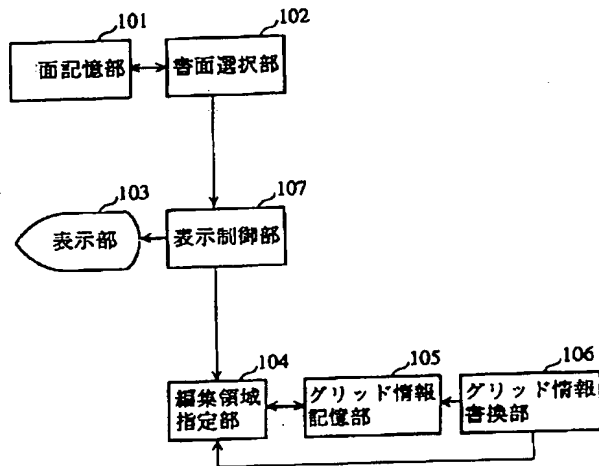 101
102
面記憶部
書面選択部
103
107
表示部
表示制御部
104
105
106
編集領域
指定部
グリッド情報
記憶部
グリッド情報
書換部